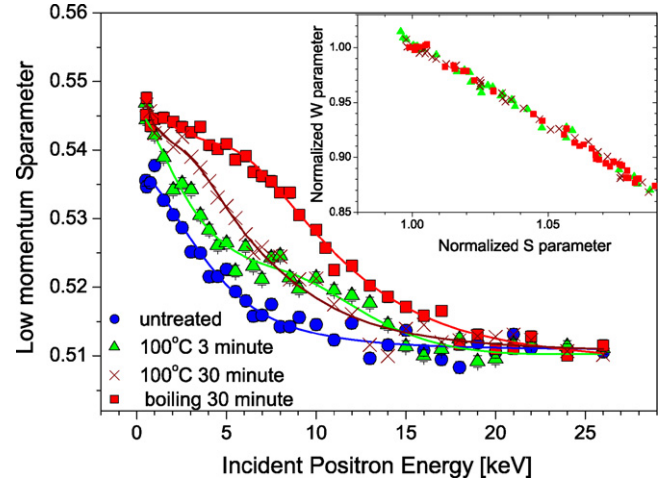 Low momentum Sparameter
0.56
0.55
0.54
0.53
0.52
0.51
0
5
10
15
20
25
Incident Positron Energy [keV]
untreated
100°C 3 minute
100°C 30 minute
boiling 30 minute
Normalized W parameter
1.00
0.95
0.90
0.85
1.00
1.05
Normalized S parameter